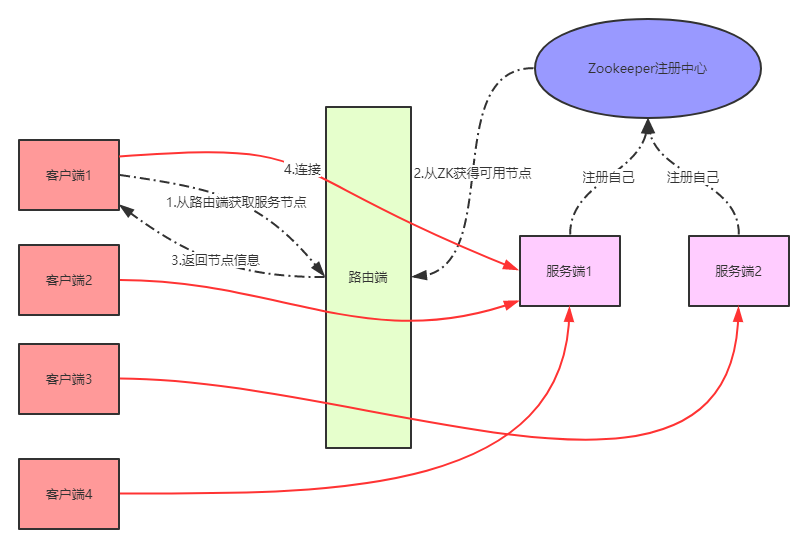 Zookeeper注册中心
客户端1
4.连接
2.从ZK获得可用节点
注册自己
注册自己
1.从路由端获取服务节点
3.返回节点信息
客户端2
路由端
服务端1
服务端2
客户端3
客户端4